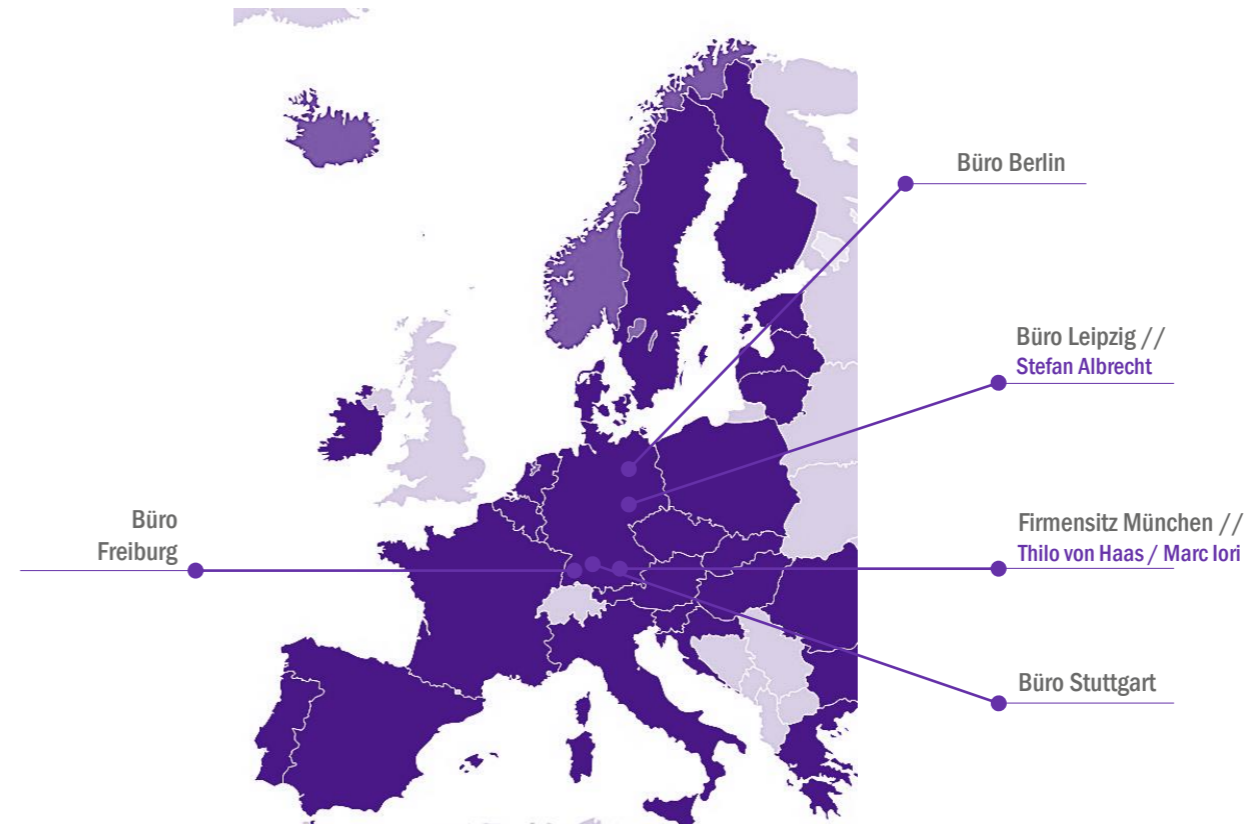 Büro Berlin
Büro Leipzig //
Stefan Albrecht
Büro
Freiburg
Firmensitz München //
Thilo von Haas / Marc Iori
Büro Stuttgart